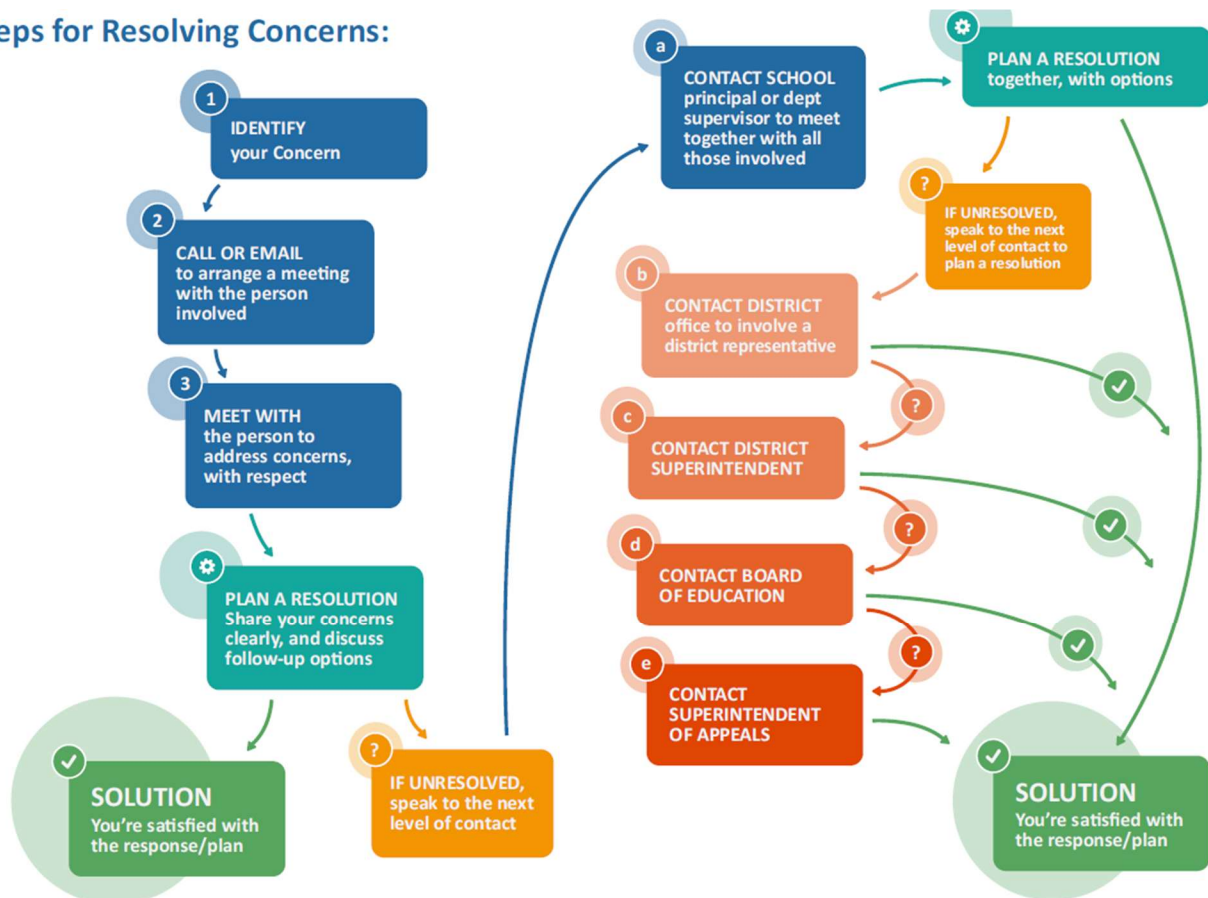 eps for Resolving Concerns:
1
IDENTIFY
your Concern
2
CALL OR EMAIL
to arrange a meeting
with the person
involved
3
MEET WITH
the person to
address concerns,
with respect
PLAN A RESOLUTION
Share your concerns
clearly, and discuss
follow-up options
SOLUTION
You're satisfied with
the response/plan
?
IF UNRESOLVED,
speak to the next
level of contact
a
CONTACT SCHOOL
principal or dept
supervisor to meet
together with all
those involved
PLAN A RESOLUTION
together, with options
?
IF UNRESOLVED,
speak to the next
level of contact to
plan a resolution
b
CONTACT DISTRICT
office to involve a
district representative
?
c
CONTACT DISTRICT
SUPERINTENDENT
?
d
CONTACT BOARD
OF EDUCATION
?
e
CONTACT
SUPERINTENDENT
OF APPEALS
SOLUTION
You're satisfied with
the response/plan